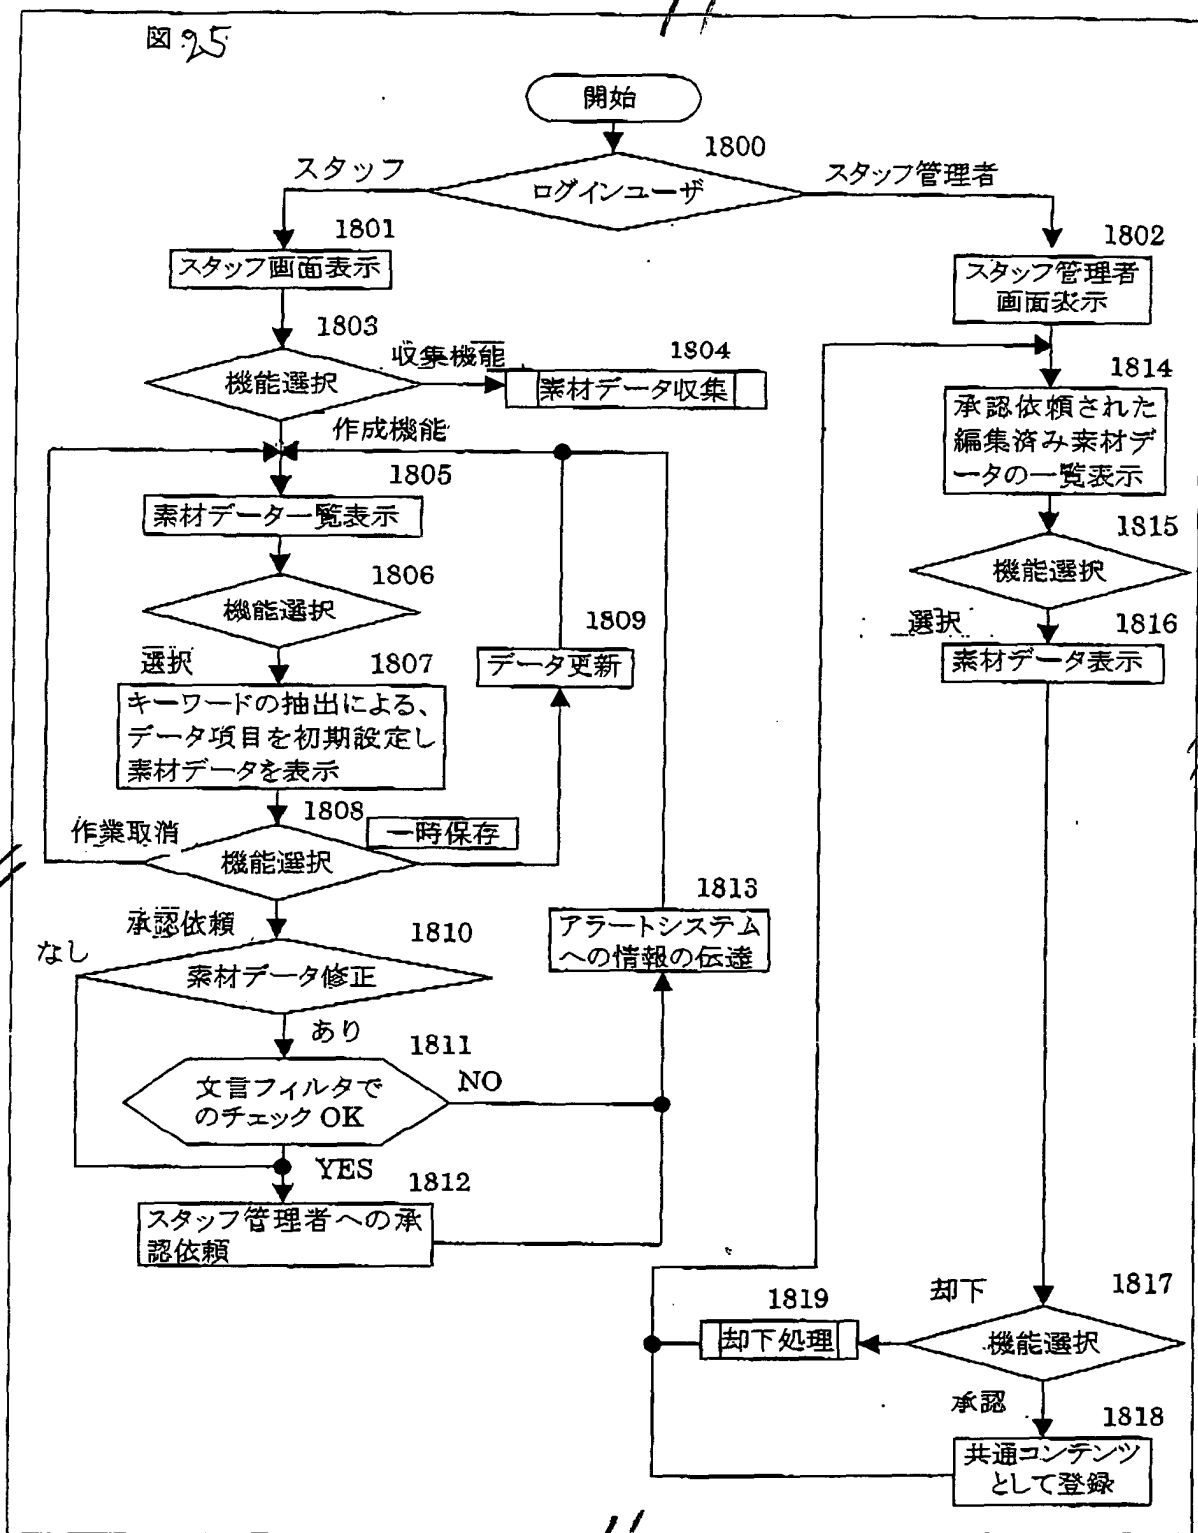 図25
開始
1800
ログインユーザ
スタッフ
スタッフ管理者
1801
スタッフ画面表示
1802
スタッフ管理者
画面表示
1803
機能選択
収集機能
1804
素材データ収集
作成機能
1805
素材データ一覧表示
1806
機能選択
選択
1807
キーワードの抽出による、
データ項目を初期設定し
素材データを表示
1808
機能選択
作業取消
一時保存
1809
データ更新
承認依頼
1810
素材データ修正
なし
あり
1811
文言フィルタで
のチェックOK
NO
YES
1812
スタッフ管理者への承
認依頼
1813
アラートシステム
への情報の伝達
1814
承認依頼された
編集済み素材デ
ータの一覧表示
1815
機能選択
選択
1816
素材データ表示
1817
機能選択
却下
1819
却下処理
承認
1818
共通コンテンツ
として登録